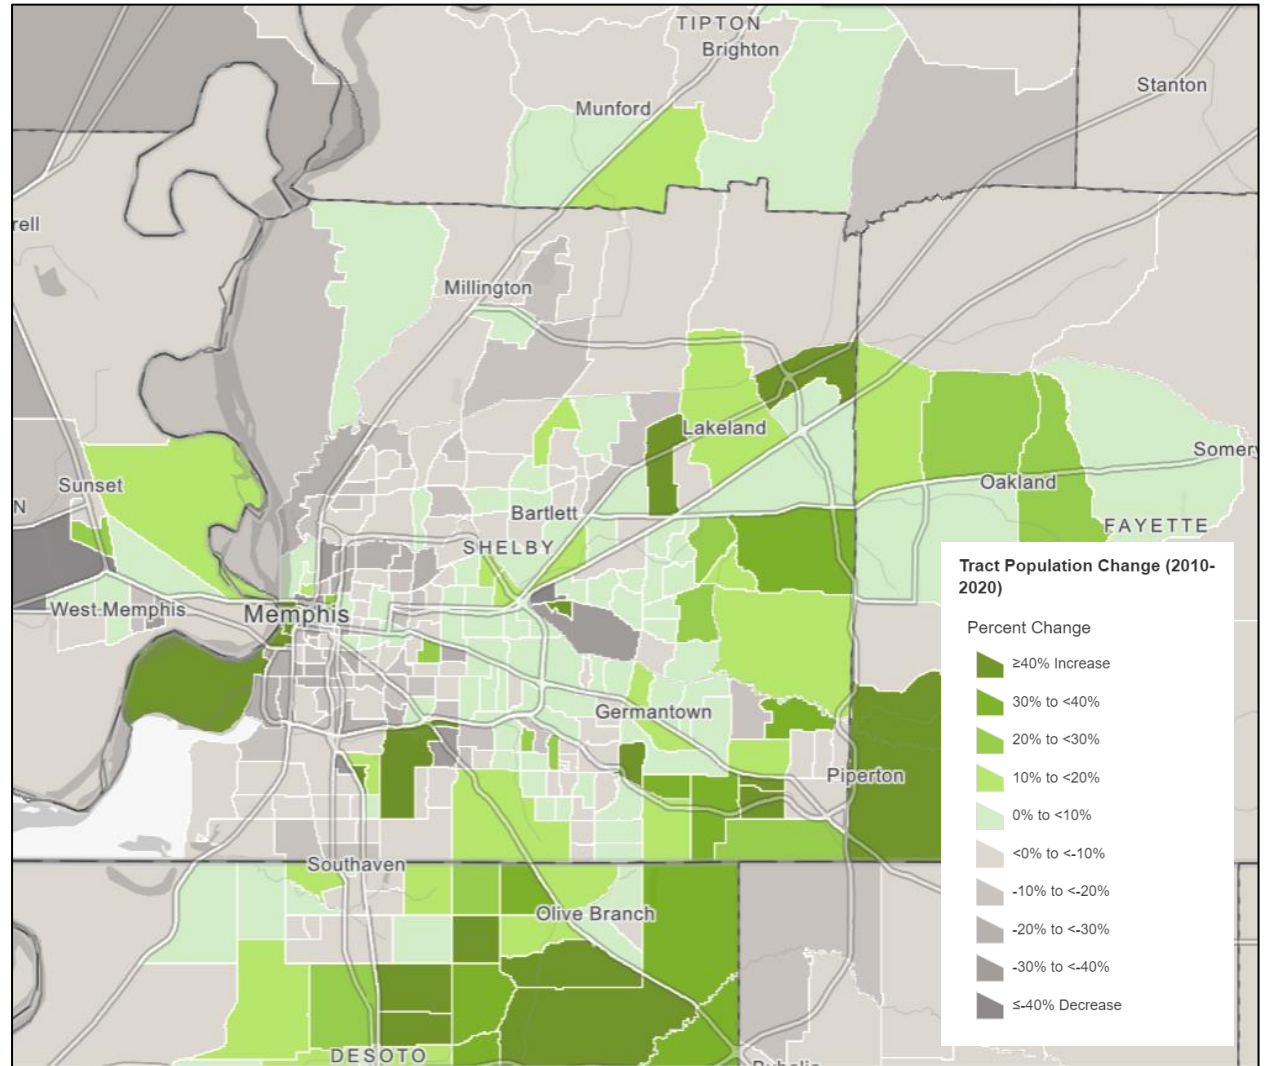 TIPTON
Brighton
Stanton
Munford
rell
Millington
Lakeland
Somerv
Sunset
Oakland
N
Bartlett
FAYETTE
SHELBY
West Memphis
Memphis
Germantown
Piperton
Southaven
Olive Branch
DESOTO
Tract Population Change (2010-
2020)
Percent Change
≥40% Increase
30% to <40%
20% to <30%
10% to <20%
0% to <10%
<0% to <-10%
-10% to <-20%
-20% to <-30%
-30% to <-40%
≤-40% Decrease